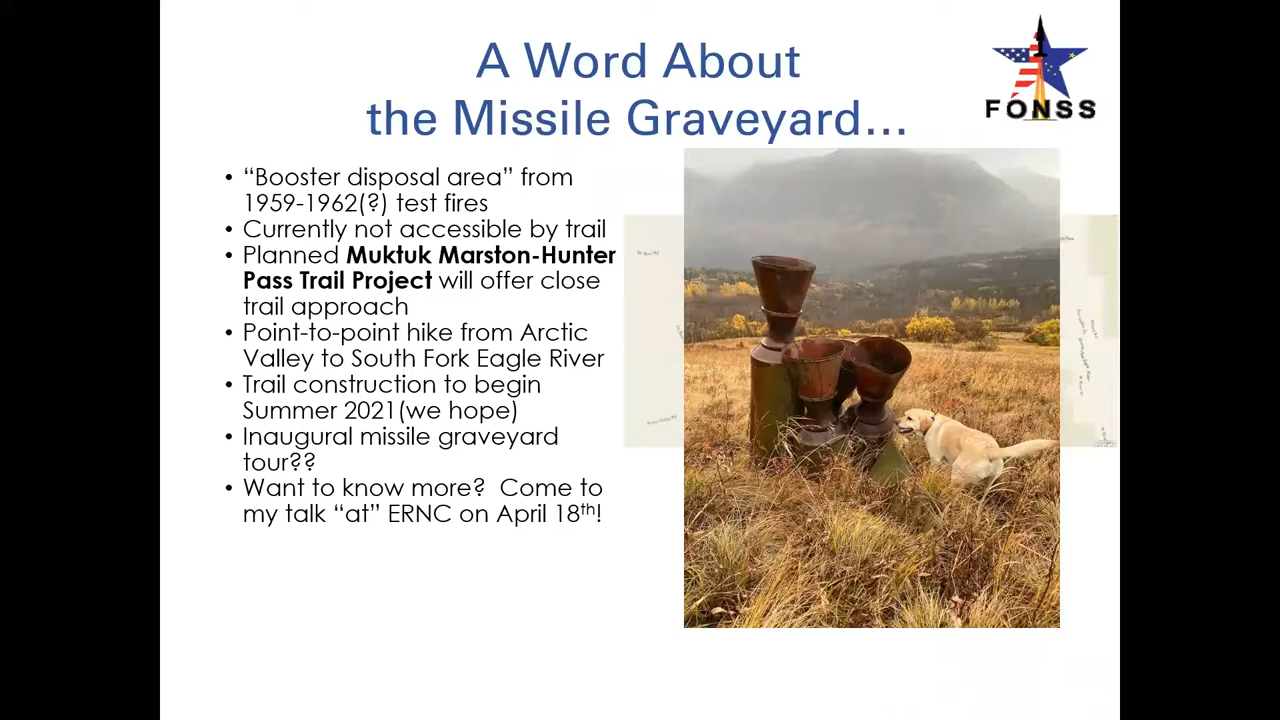 A Word About
the Missile Graveyard...
FONSS
• “Booster disposal area” from
1959-1962(?) test fires
• Currently not accessible by trail
• Planned Muktuk Marston-Hunter
Pass Trail Project will offer close
trail approach
• Point-to-point hike from Arctic
Valley to South Fork Eagle River
• Trail construction to begin
Summer 2021(we hope)
• Inaugural missile graveyard
tour??
• Want to know more? Come to
my talk “at” ERNC on April 18th!